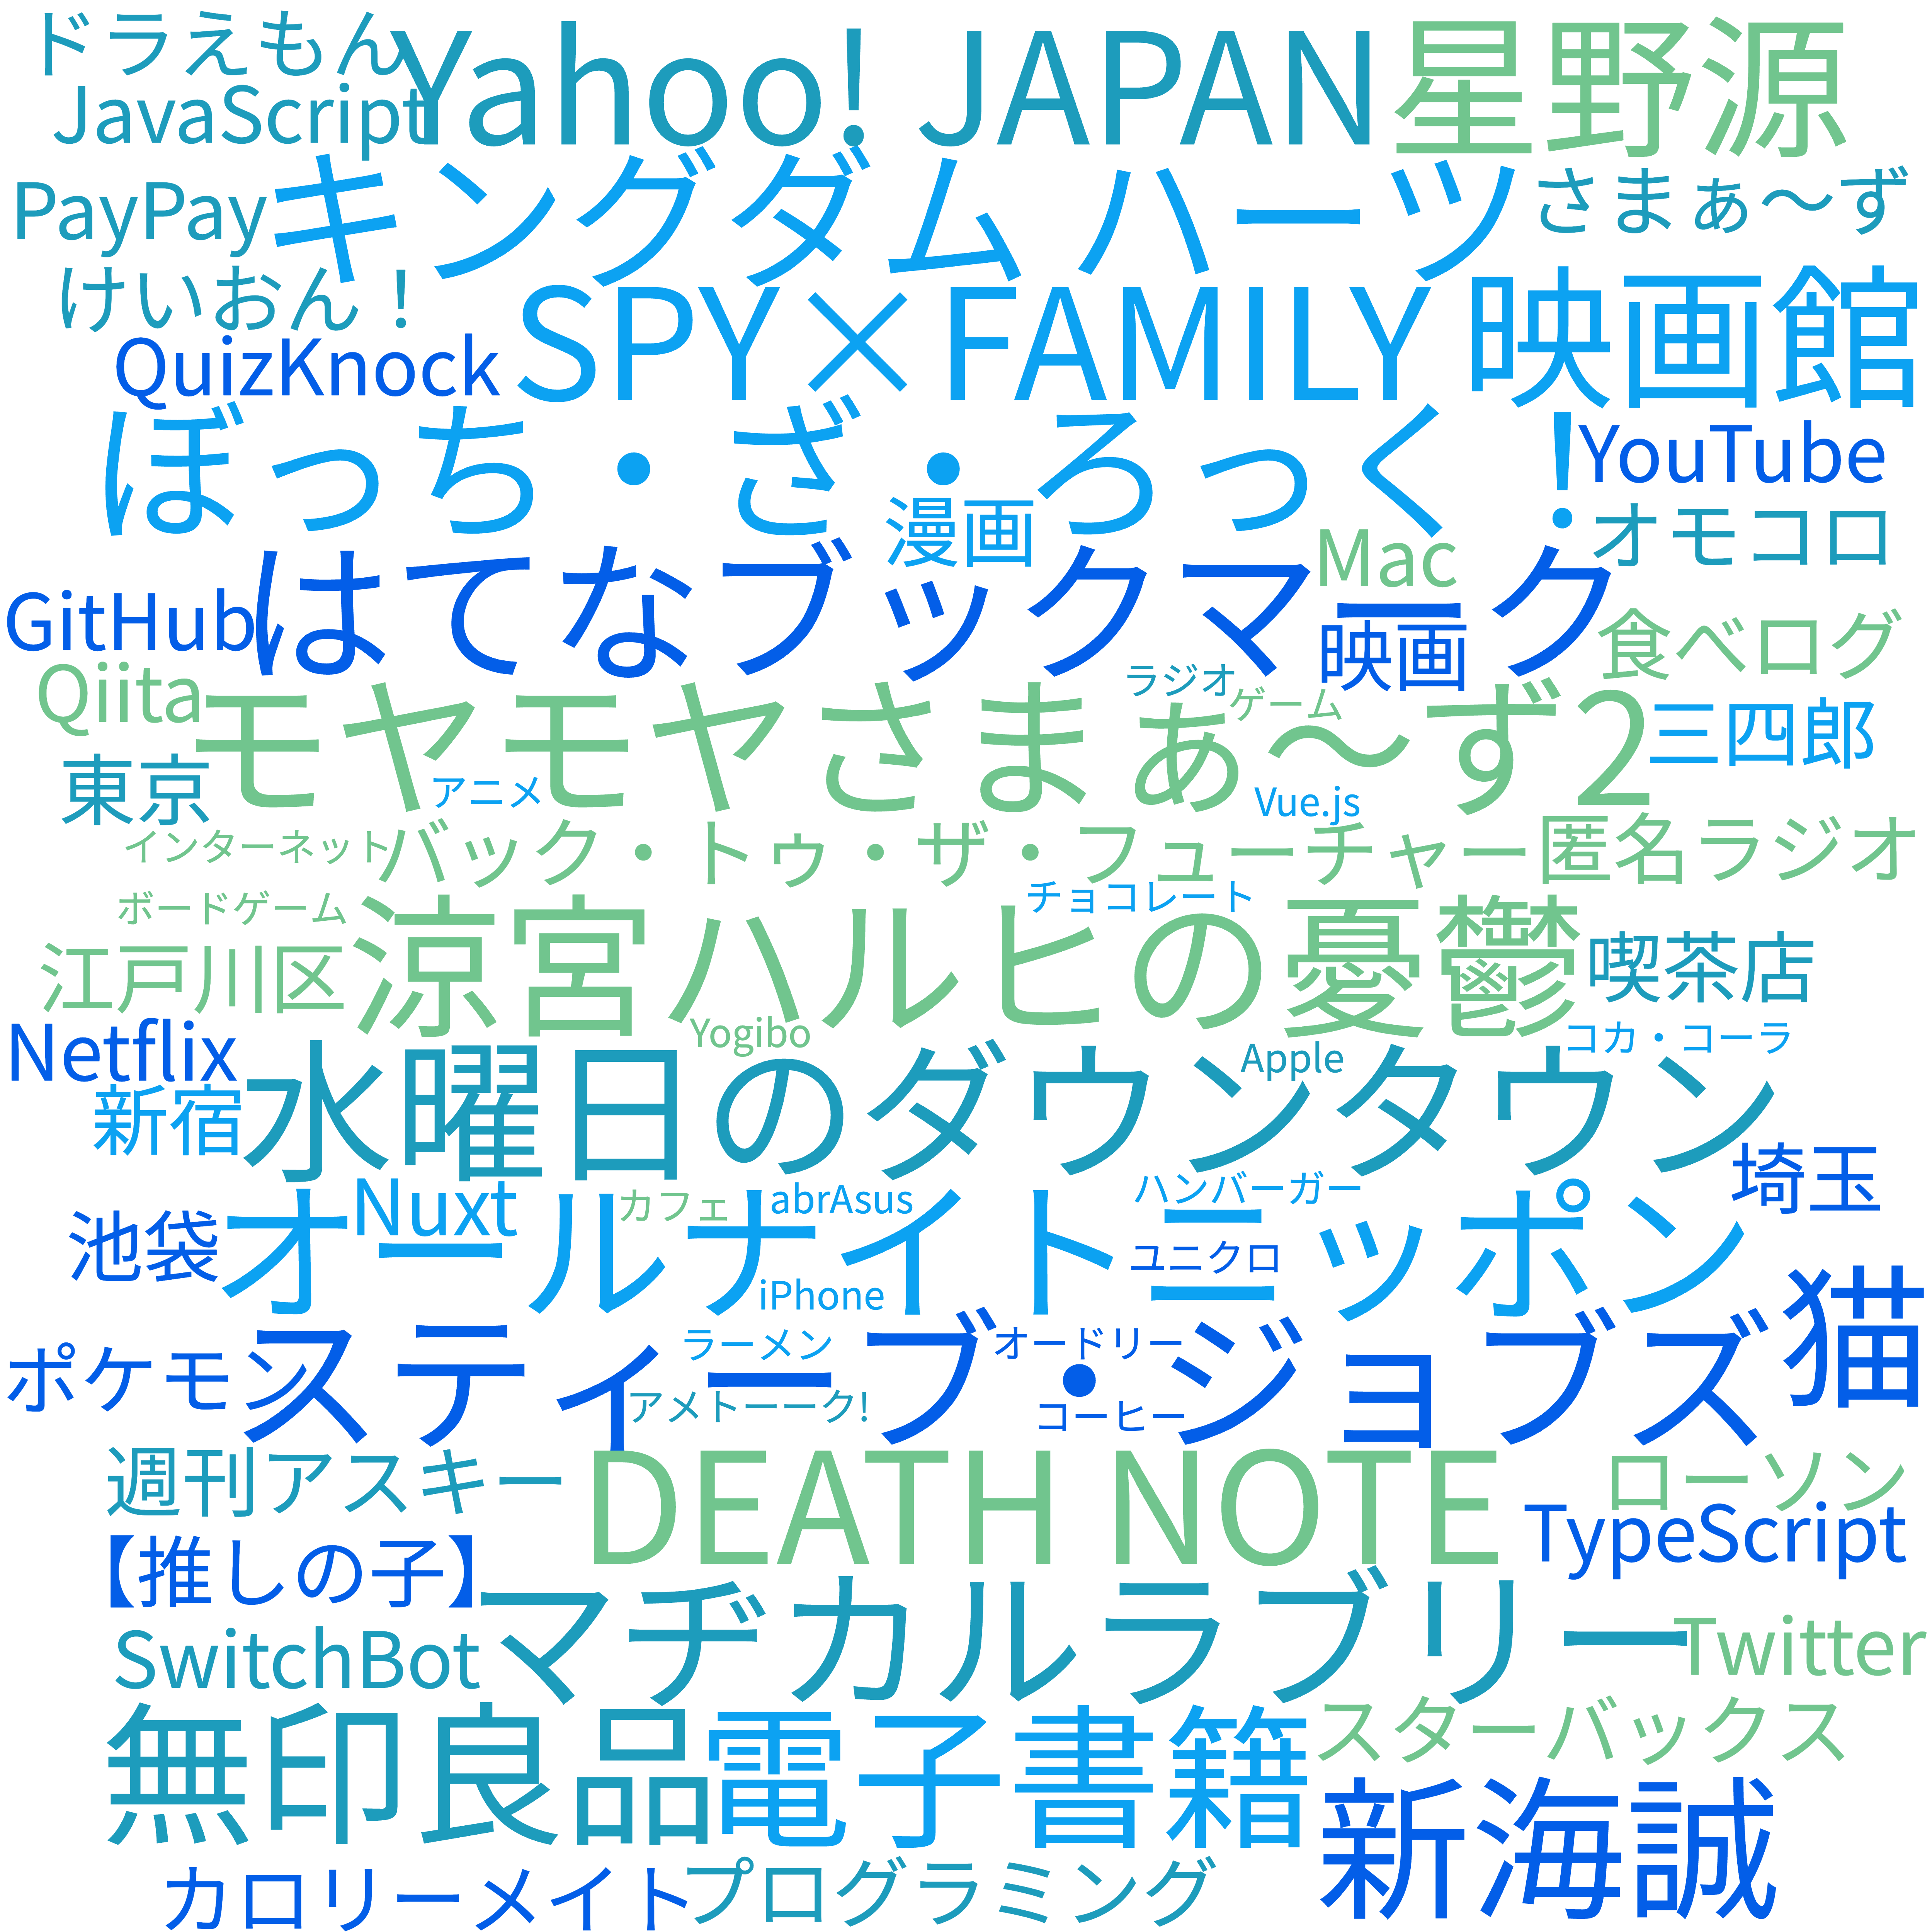 ドラえもん
Yahoo! JAPAN
星野源
JavaScript
PayPay
キングダムハーツ
さまぁ〜ず
けいおん！
SPY×FAMILY
映画館
QuizKnock
ぼっち・ざ・ろっく！
YouTube
漫画
オモコロ
Mac
GitHub
はてなブックマーク
映画
食べログ
Qiita
モヤモヤさまぁ〜ず2
ラジオ
ゲーム
三四郎
東京
アニメ
Vue.js
インターネット
バック・トゥ・ザ・フューチャー
匿名ラジオ
ボードゲーム
チョコレート
江戸川区
涼宮ハルヒの憂鬱
喫茶店
Netflix
Yogibo
コカ・コーラ
Apple
新宿
水曜日のダウンタウン
埼玉
池袋
オールナイトニッポン
Nuxt
カフェ
abrAsus
ハンバーガー
ユニクロ
iPhone
猫
ポケモン
スティーブ・ジョブズ
ラーメン
オードリー
アメトーーク!
コーヒー
週刊アスキー
DEATH NOTE
ローソン
TypeScript
【推しの子】
マヂカルラブリー
SwitchBot
Twitter
無印良品
電子書籍
スターバックス
新海誠
カロリーメイト
プログラミング